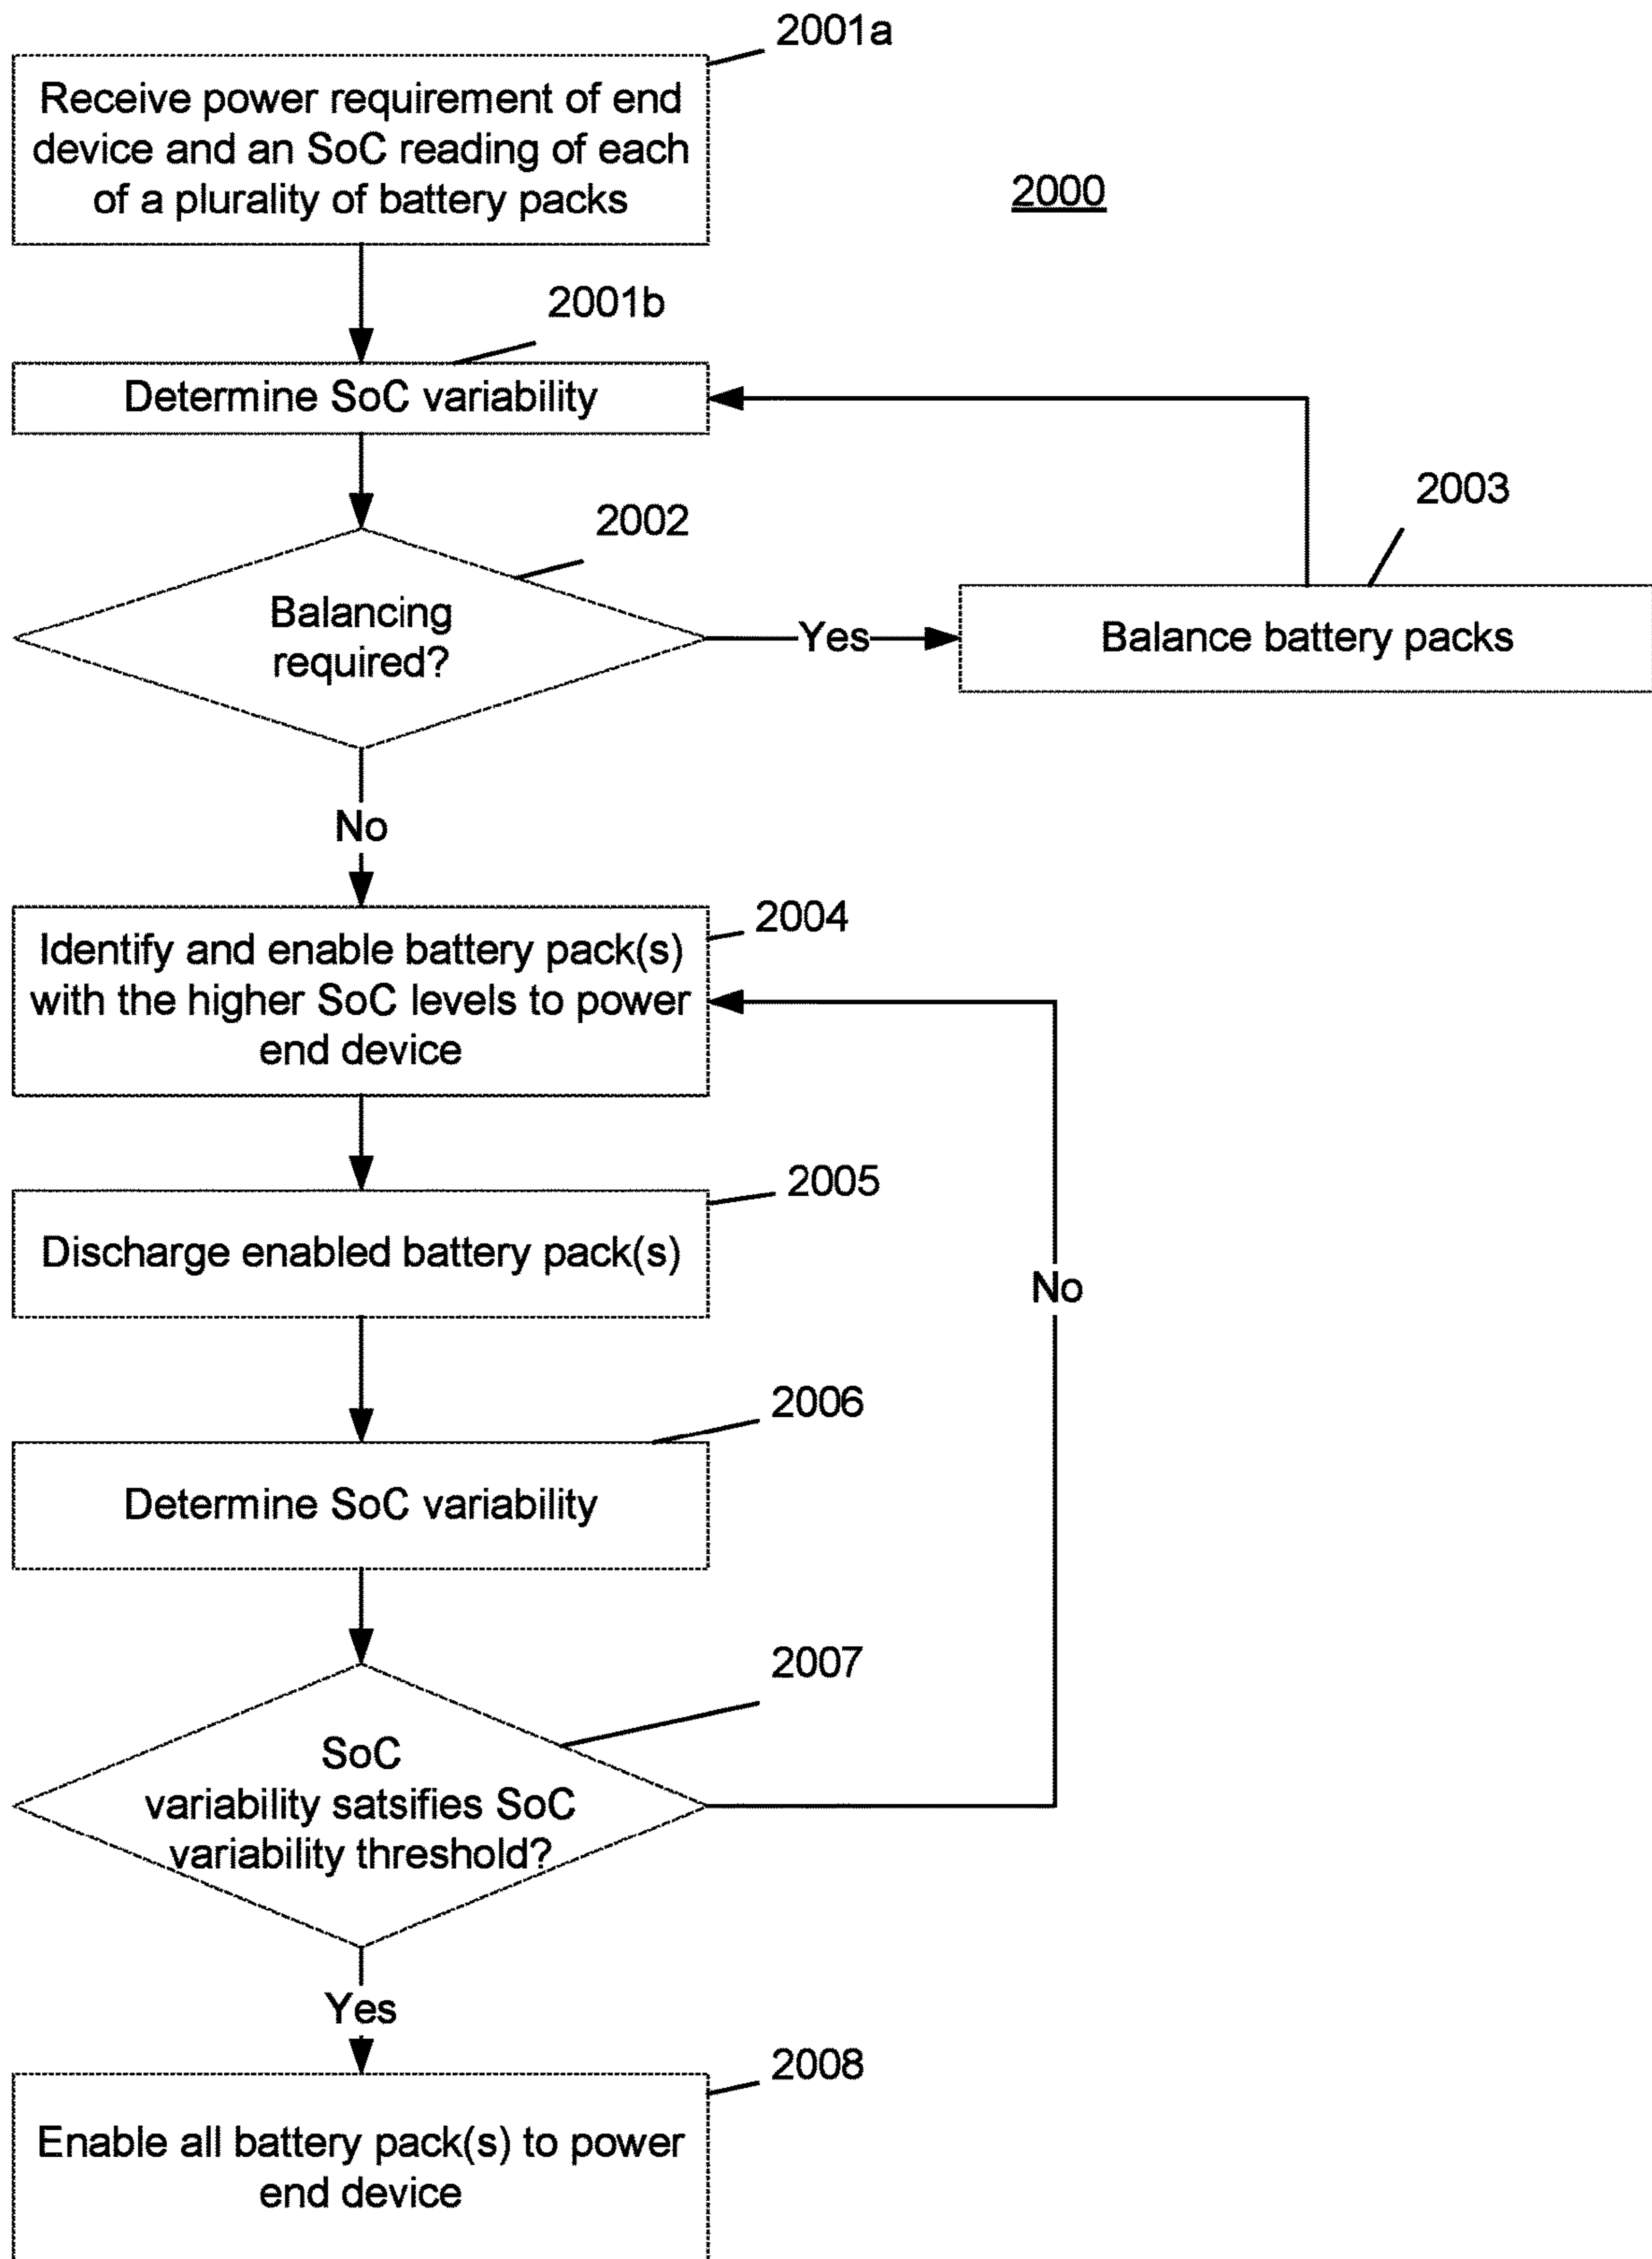 2001a
Receive power requirement of end
device and an SoC reading of each
of a plurality of battery packs
2000
2001b
Determine SoC variability
2002
2003
Balancing
required?
Yes
Balance battery packs
No
2004
Identify and enable battery pack(s)
with the higher SoC levels to power
end device
2005
Discharge enabled battery pack(s)
No
2006
Determine SoC variability
2007
SoC
variability satsifies SoC
variability threshold?
Yes
2008
Enable all battery pack(s) to power
end device